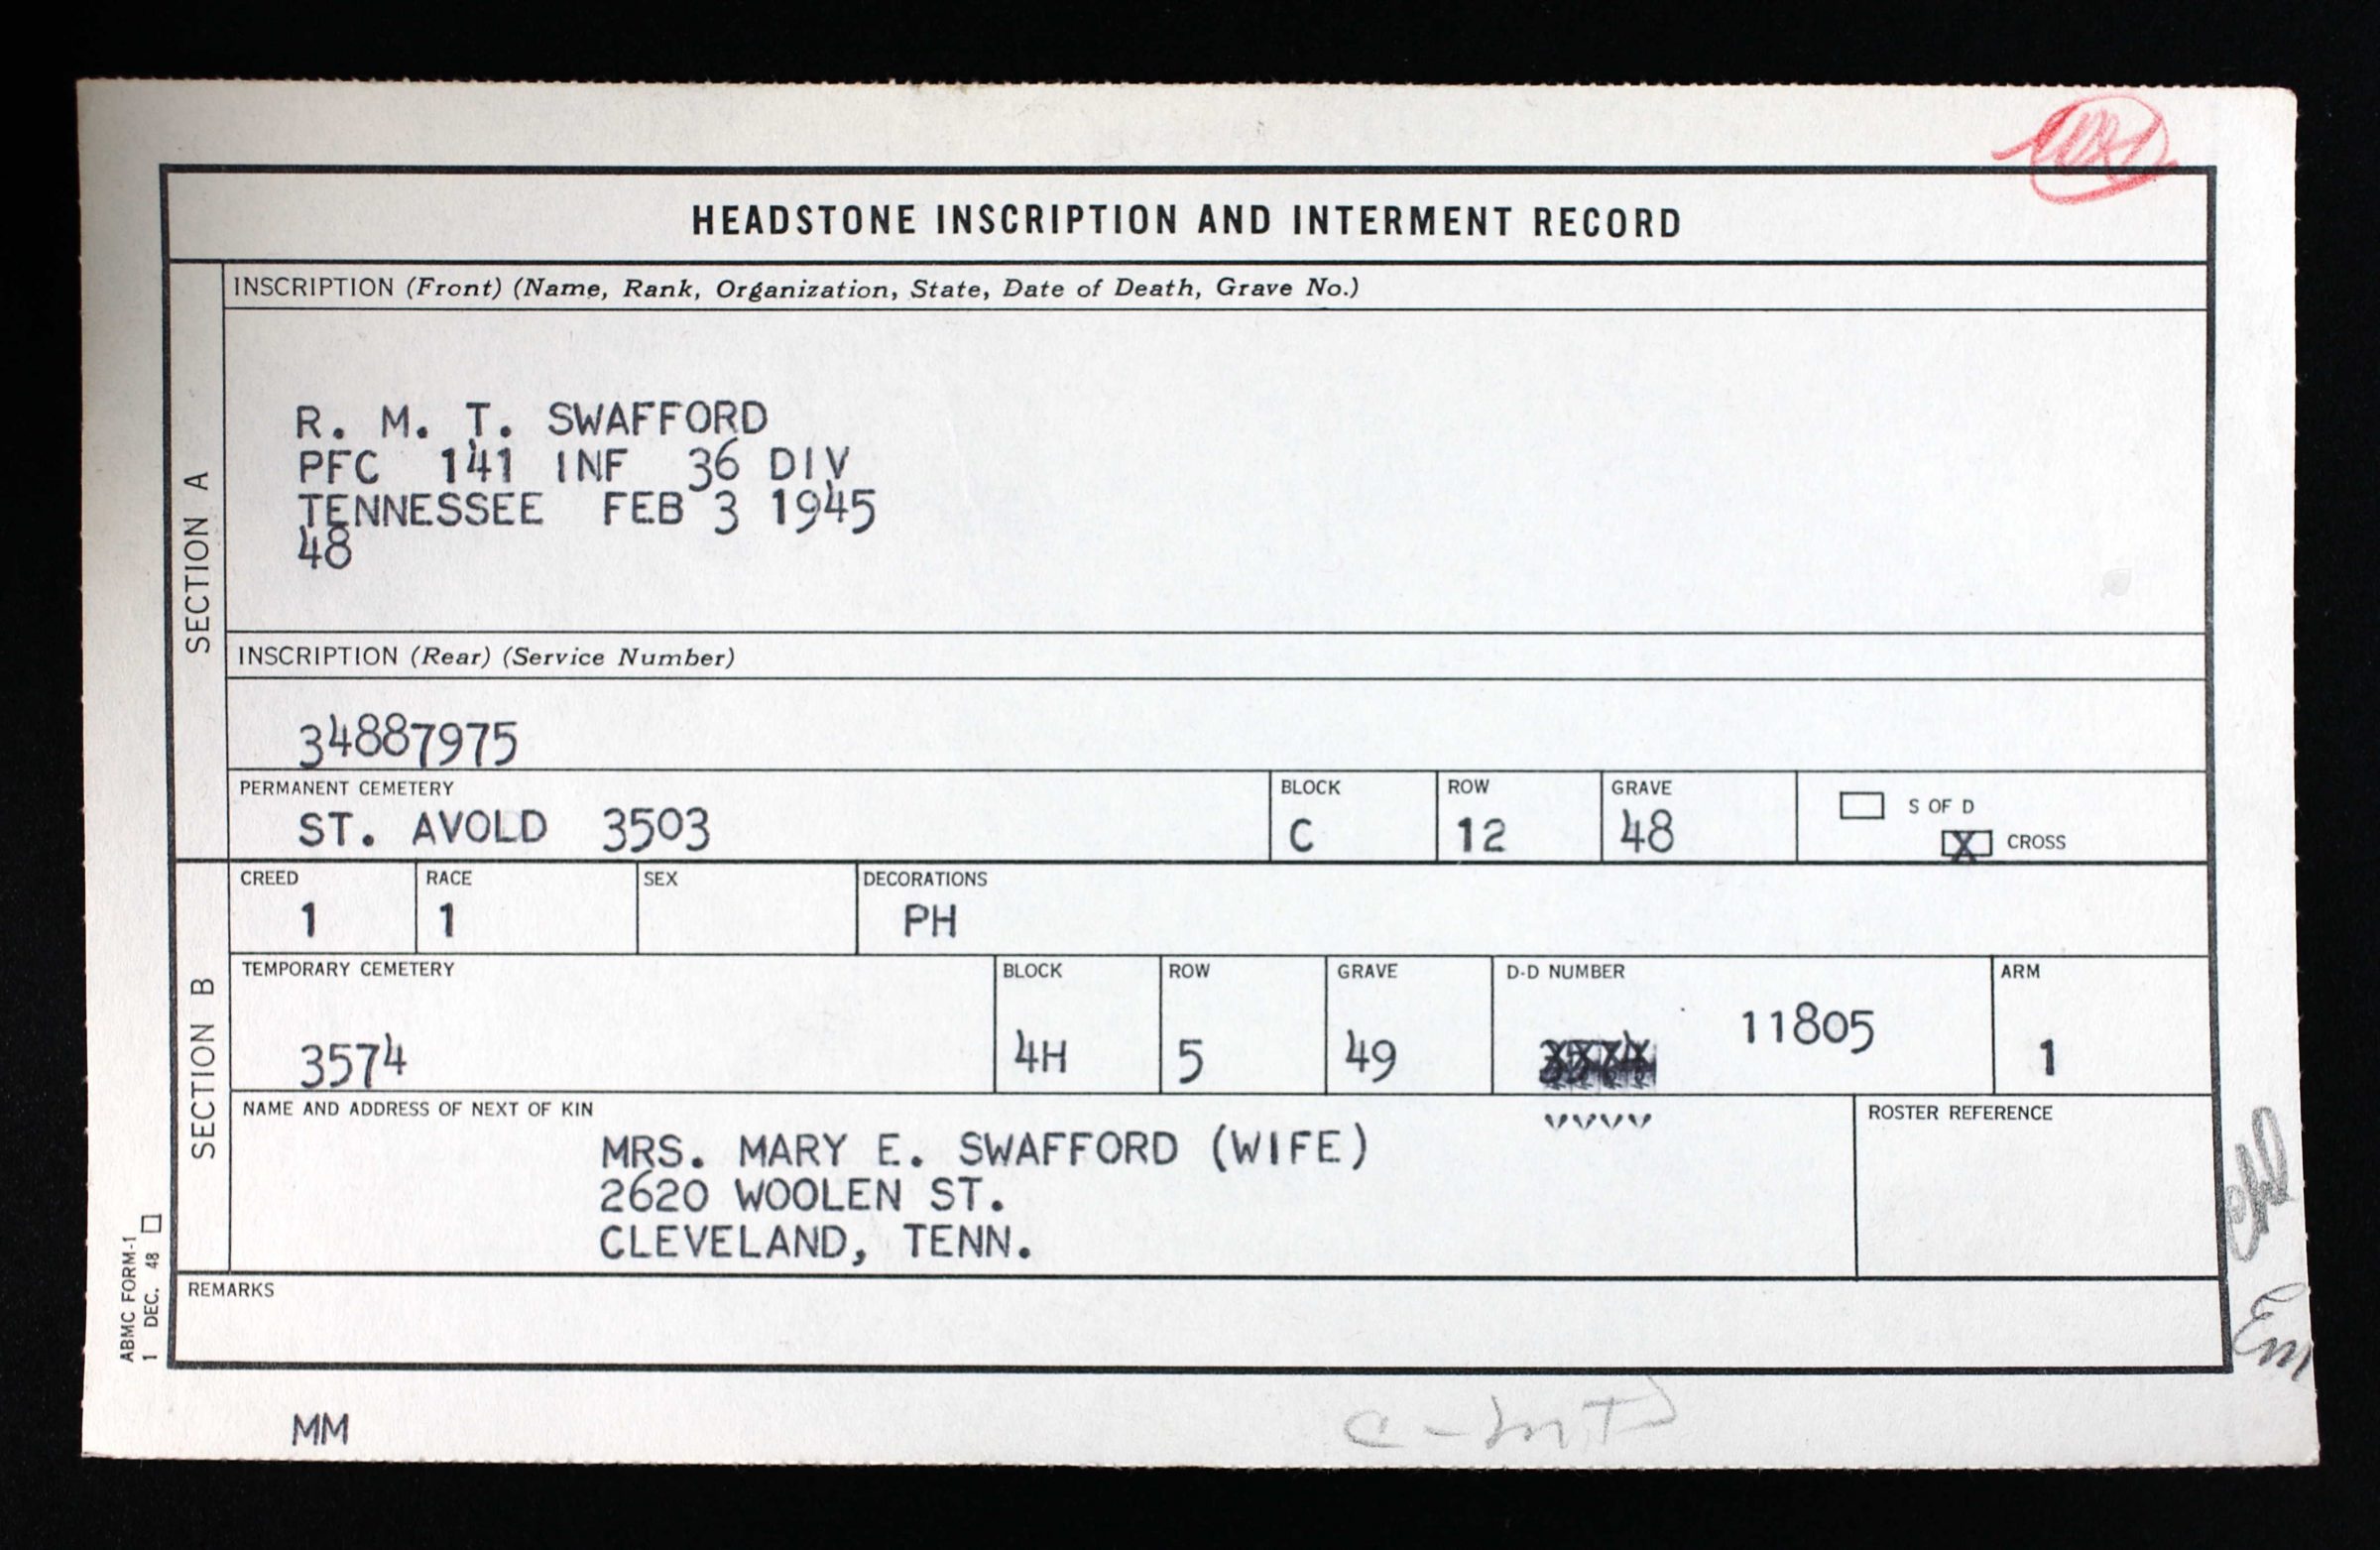 HEADSTONE INSCRIPTION AND INTERMENT RECORD
SECTION A
INSCRIPTION (Front) (Name, Rank, Organization, State, Date of Death, Grave No.)
R. M. T. SWAFFORD
PFC 141 INF 36 DIV
TENNESSEE FEB 3 1945
48
INSCRIPTION (Rear) (Service Number)
34887975
PERMANENT CEMETERY BLOCK ROW GRAVE S OF D
ST. AVOLD 3503 C 12 48 X CROSS
SECTION B
CREED RACE SEX DECORATIONS
1 1 PH
TEMPORARY CEMETERY BLOCK ROW GRAVE D-D NUMBER ARM
3574 4H 5 49 11805 1
NAME AND ADDRESS OF NEXT OF KIN ROSTER REFERENCE
MRS. MARY E. SWAFFORD (WIFE)
2620 WOOLEN ST.
CLEVELAND, TENN.
REMARKS
ABMC FORM-1
1 DEC. 48
MM